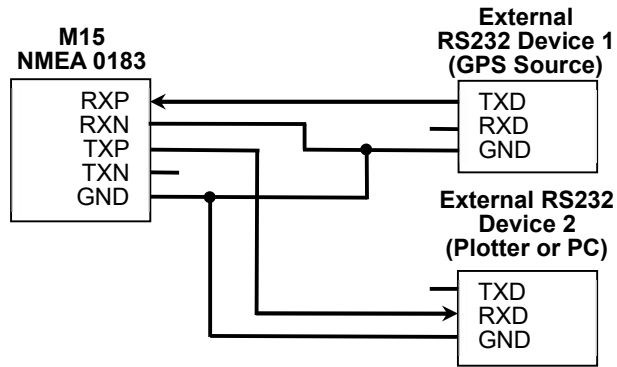 M15
NMEA 0183
RXP
RXN
TXP
TXN
GND
External
RS232 Device 1
(GPS Source)
TXD
RXD
GND
External RS232
Device 2
(Plotter or PC)
TXD
RXD
GND